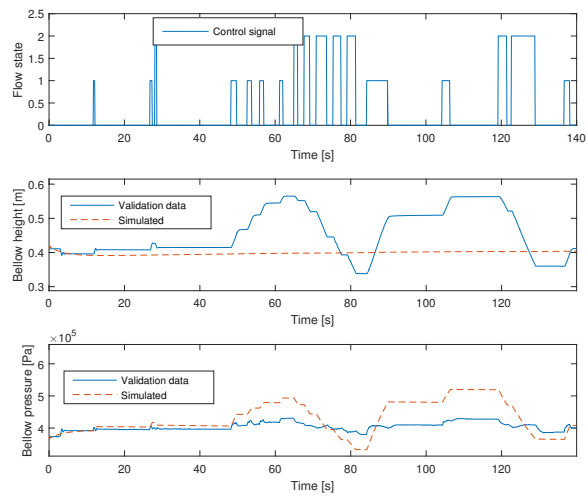 2.5
2
1.5
1
0.5
0
Flow state
Control signal
0 20 40 60 80 100 120 140
Time [s]
0.6
0.5
0.4
0.3
Bellow height [m]
Validation data
Simulated
0 20 40 60 80 100 120
Time [s]
×10⁵
6
5
4
Bellow pressure [Pa]
Validation data
Simulated
0 20 40 60 80 100 120
Time [s]